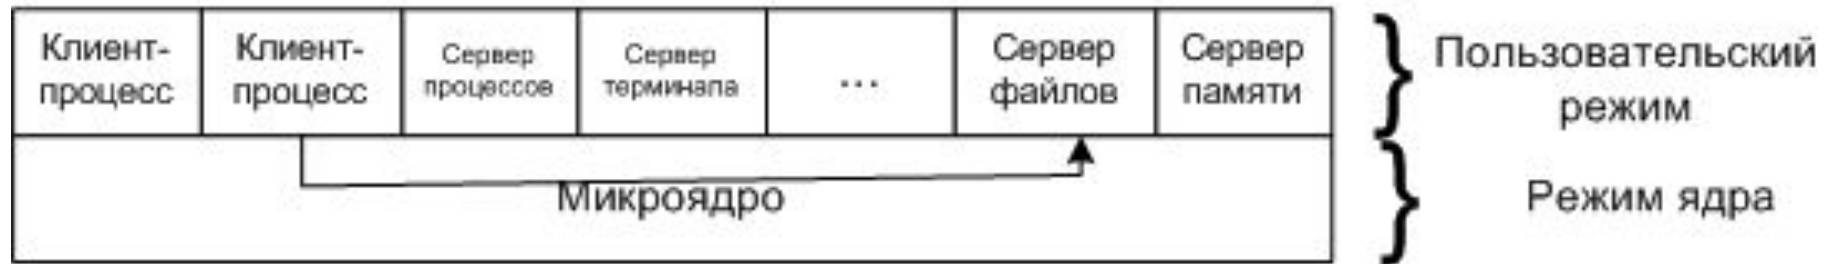 Клиент-
процесс
Клиент-
процесс
Сервер
процессов
Сервер
терминала
...
Сервер
файлов
Сервер
памяти
Пользовательский
режим
Микроядро
Режим ядра